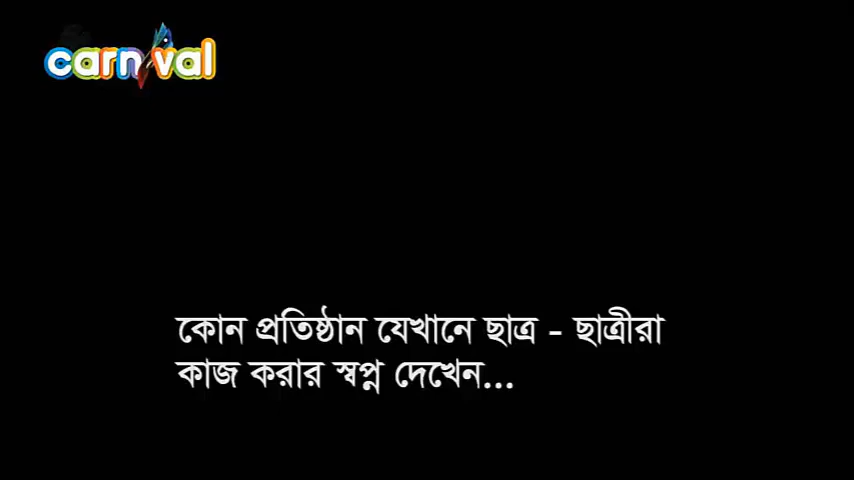 carnival
কোন প্রতিষ্ঠান যেখানে ছাত্র - ছাত্রীরা
কাজ করার স্বপ্ন দেখেন...